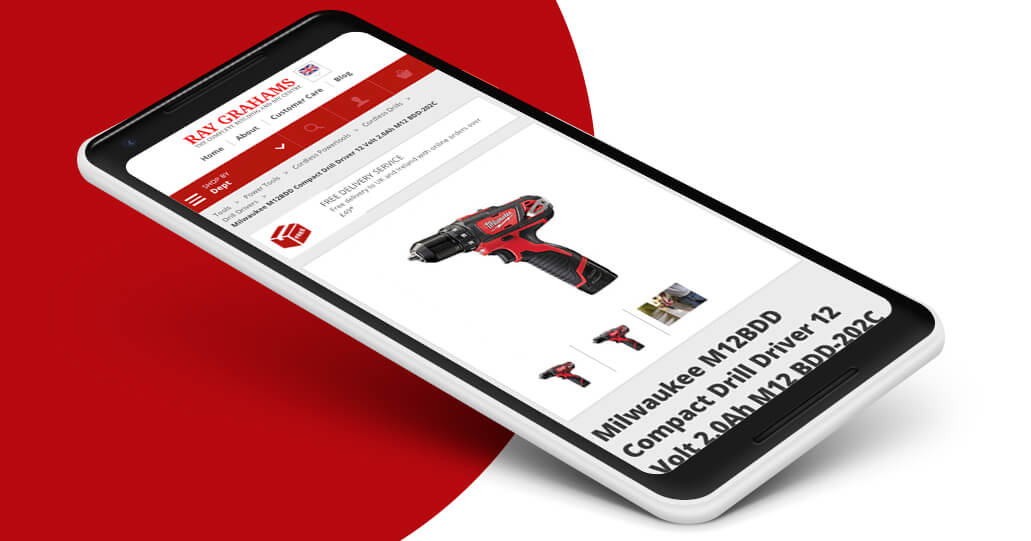 RAY GRAHAMS
THE COMPLETE BUILDING AND DIY CENTRE
Home About Customer Care Blog
SHOP BY
Dept
Tools > Power Tools > Cordless Powertools > Cordless Drills >
Drill Drivers >
Milwaukee M12BDD Compact Drill Driver 12 Volt 2.0Ah M12 BDD-202C
FREE
FREE DELIVERY SERVICE
Free delivery to UK and Ireland with online orders over
£49*
Milwaukee
Milwaukee M12BDD
Compact Drill Driver 12
Volt 2.0Ah M12 BDD-202C